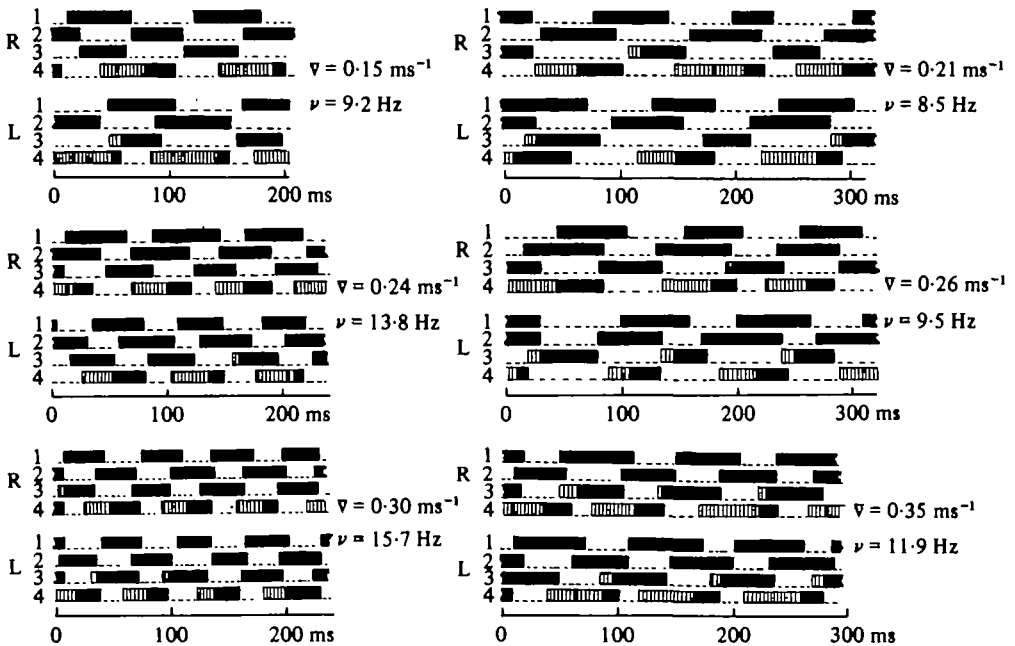 R
1
2
3
4
L
1
2
3
4
∇ = 0·15 ms⁻¹
ν = 9·2 Hz
0 100 200 ms
R
1
2
3
4
L
1
2
3
4
∇ = 0·21 ms⁻¹
ν = 8·5 Hz
0 100 200 300 ms
R
1
2
3
4
L
1
2
3
4
∇ = 0·24 ms⁻¹
ν = 13·8 Hz
0 100 200 ms
R
1
2
3
4
L
1
2
3
4
∇ = 0·26 ms⁻¹
ν = 9·5 Hz
0 100 200 300 ms
R
1
2
3
4
L
1
2
3
4
∇ = 0·30 ms⁻¹
ν = 15·7 Hz
0 100 200 ms
R
1
2
3
4
L
1
2
3
4
∇ = 0·35 ms⁻¹
ν = 11·9 Hz
0 100 200 300 ms